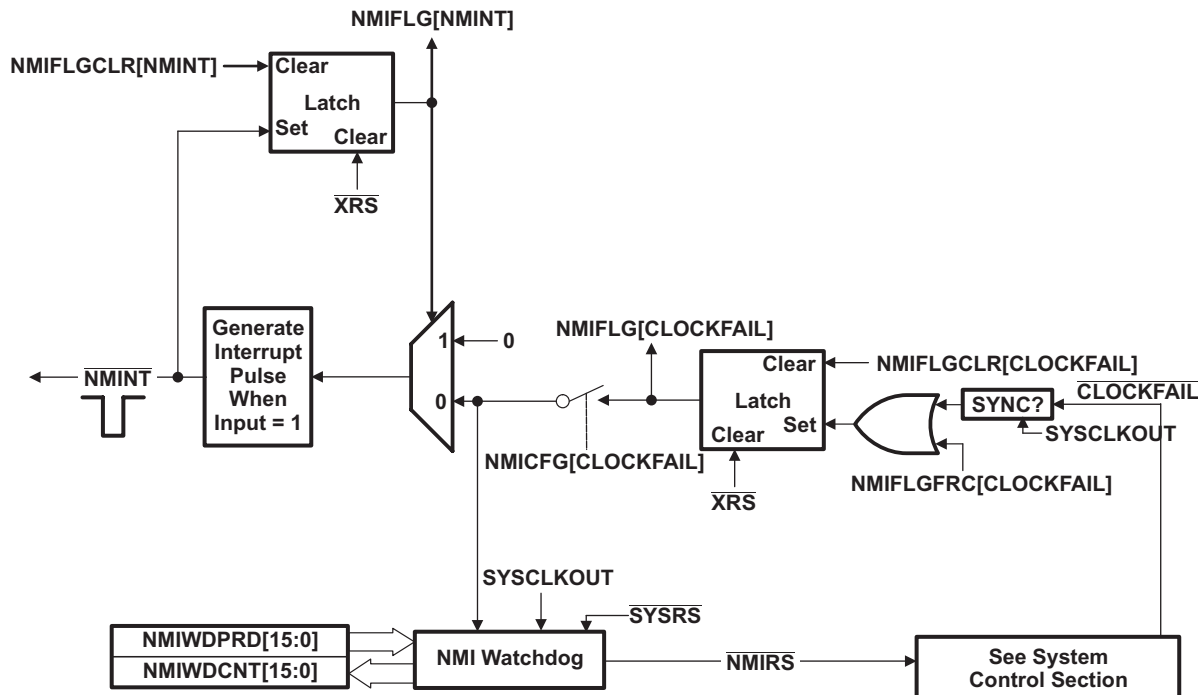 NMIFLG[NMINT]
NMIFLGCLR[NMINT]
Clear
Latch
Set
Clear
XRS
Generate
Interrupt
Pulse
When
Input = 1
NMINT
1
0
0
NMIFLG[CLOCKFAIL]
NMICFG[CLOCKFAIL]
Clear
Latch
Set
Clear
XRS
NMIFLGCLR[CLOCKFAIL]
CLOCKFAIL
SYNC?
SYSCLKOUT
NMIFLGFRC[CLOCKFAIL]
SYSCLKOUT
SYSRS
NMIWDPRD[15:0]
NMIWDCNT[15:0]
NMI Watchdog
NMIRS
See System
Control Section